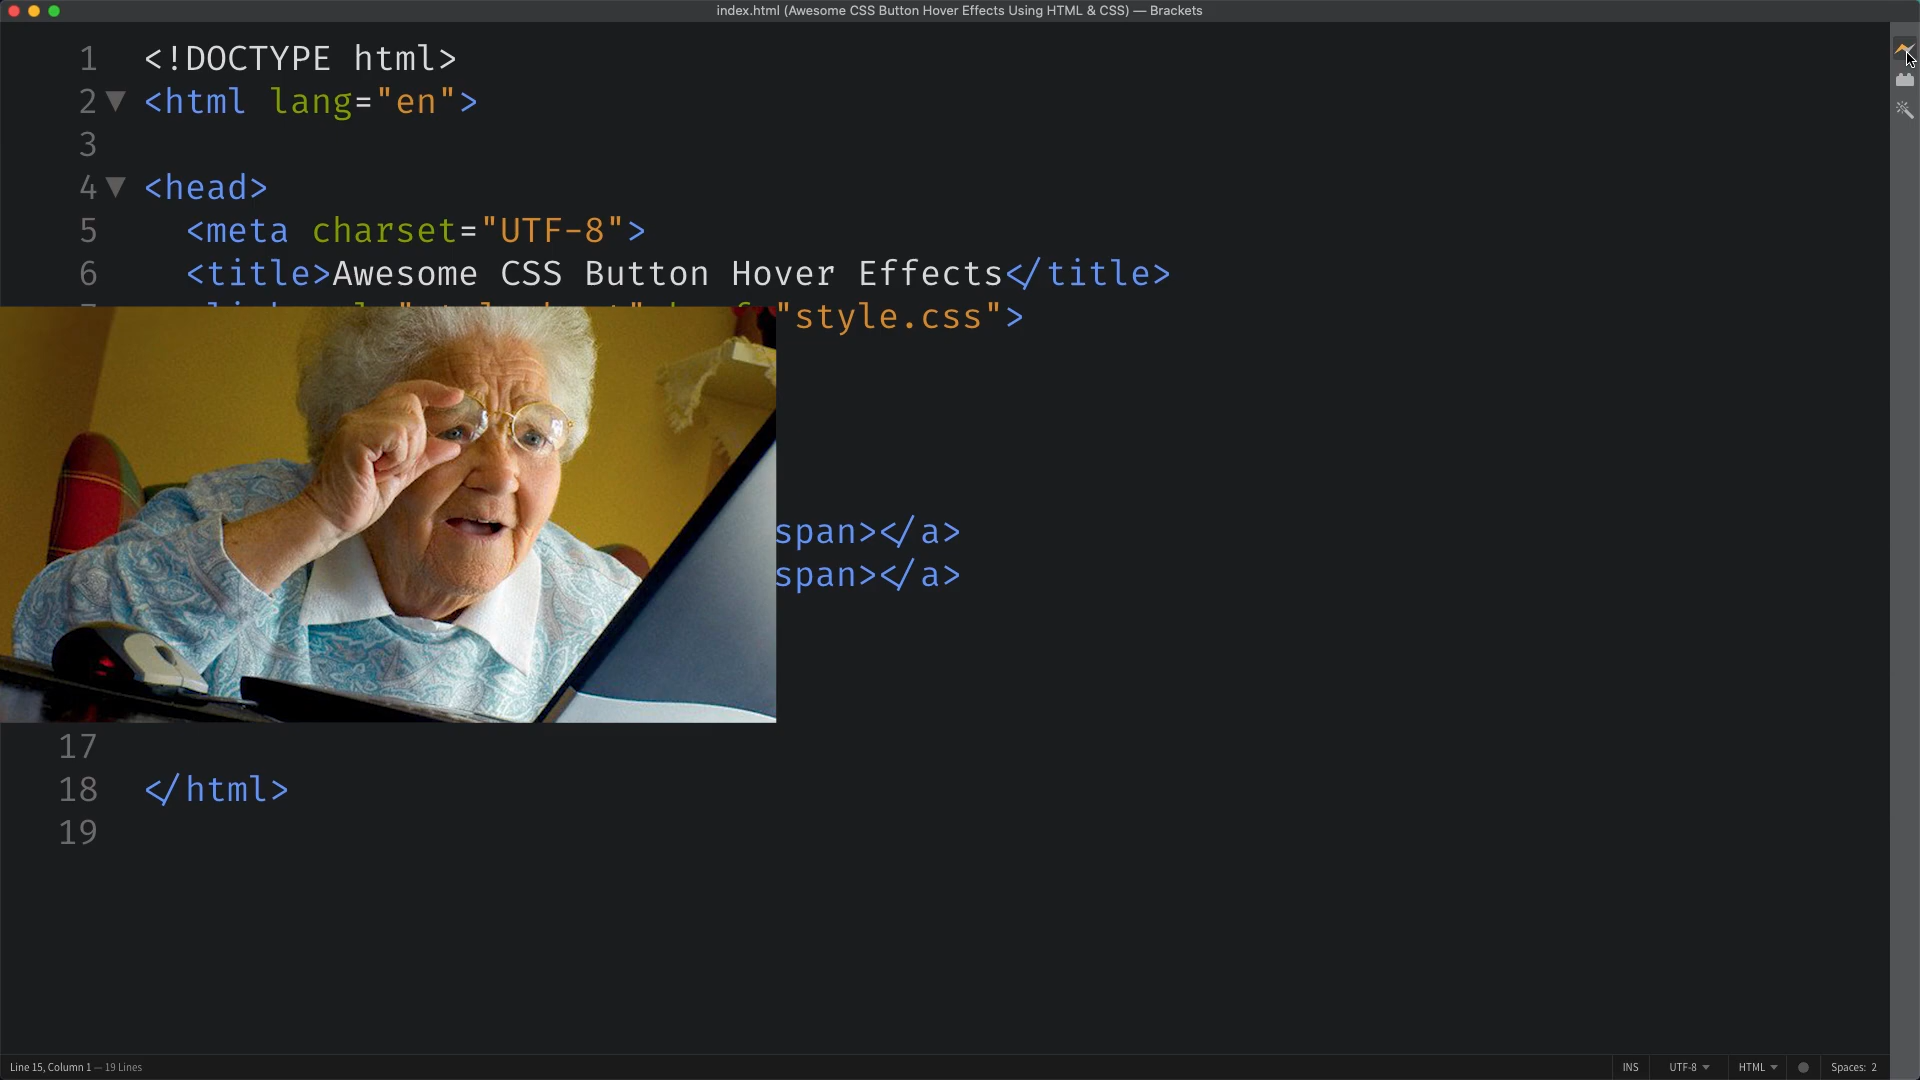 index.html (Awesome CSS Button Hover Effects Using HTML & CSS) — Brackets
1 <!DOCTYPE html>
2 <html lang="en">
3
4 <head>
5 <meta charset="UTF-8">
6 <title>Awesome CSS Button Hover Effects</title>
"style.css">
span></a>
span></a>
17
18 </html>
19
Line 15, Column 1 — 19 Lines
INS UTF-8 HTML Spaces: 2